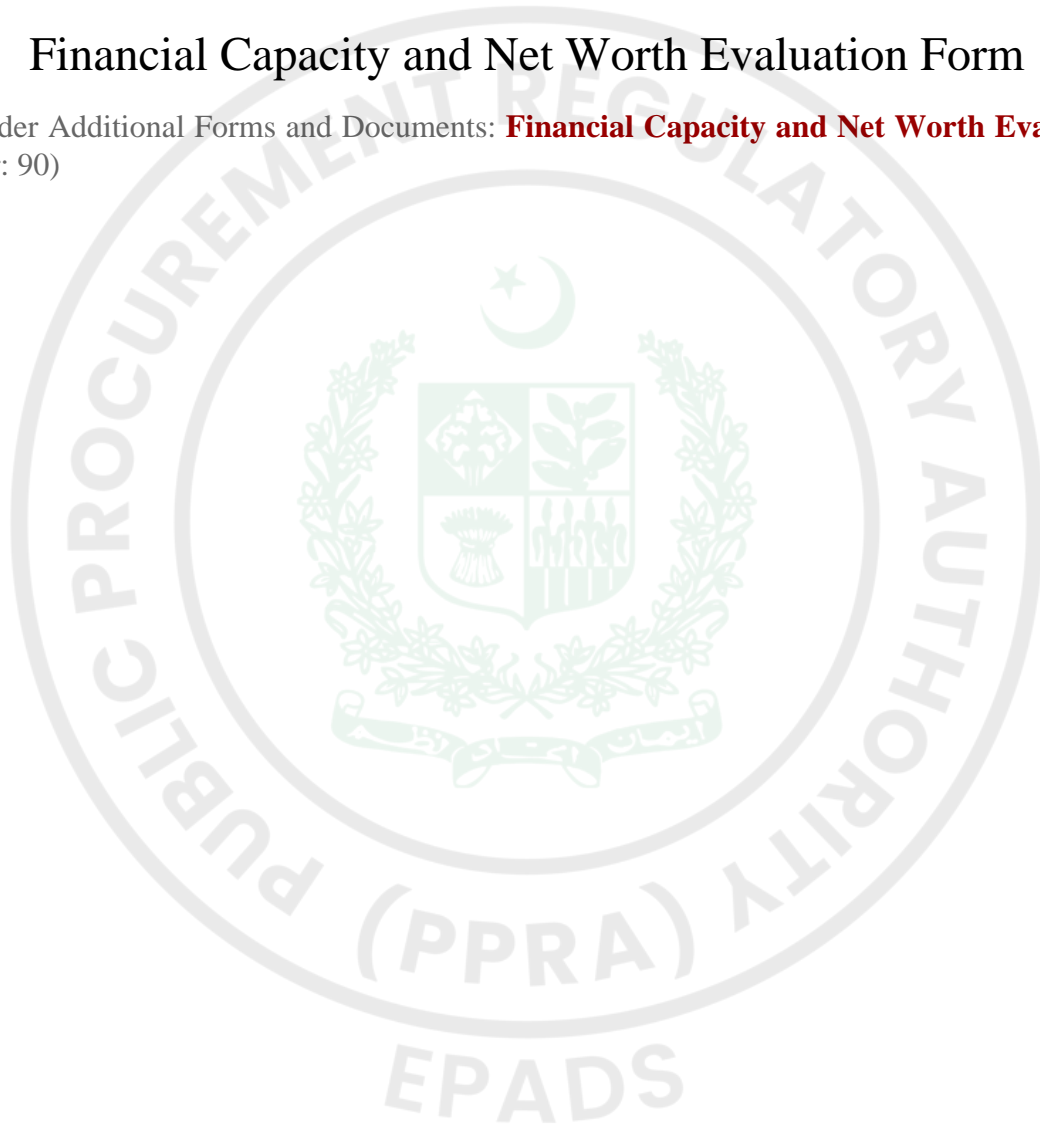 Financial Capacity and Net Worth Evaluation Form
der Additional Forms and Documents: Financial Capacity and Net Worth Eva
: 90)
PUBLIC PROCUREMENT REGULATORY AUTHORITY
(PPRA)
EPADS